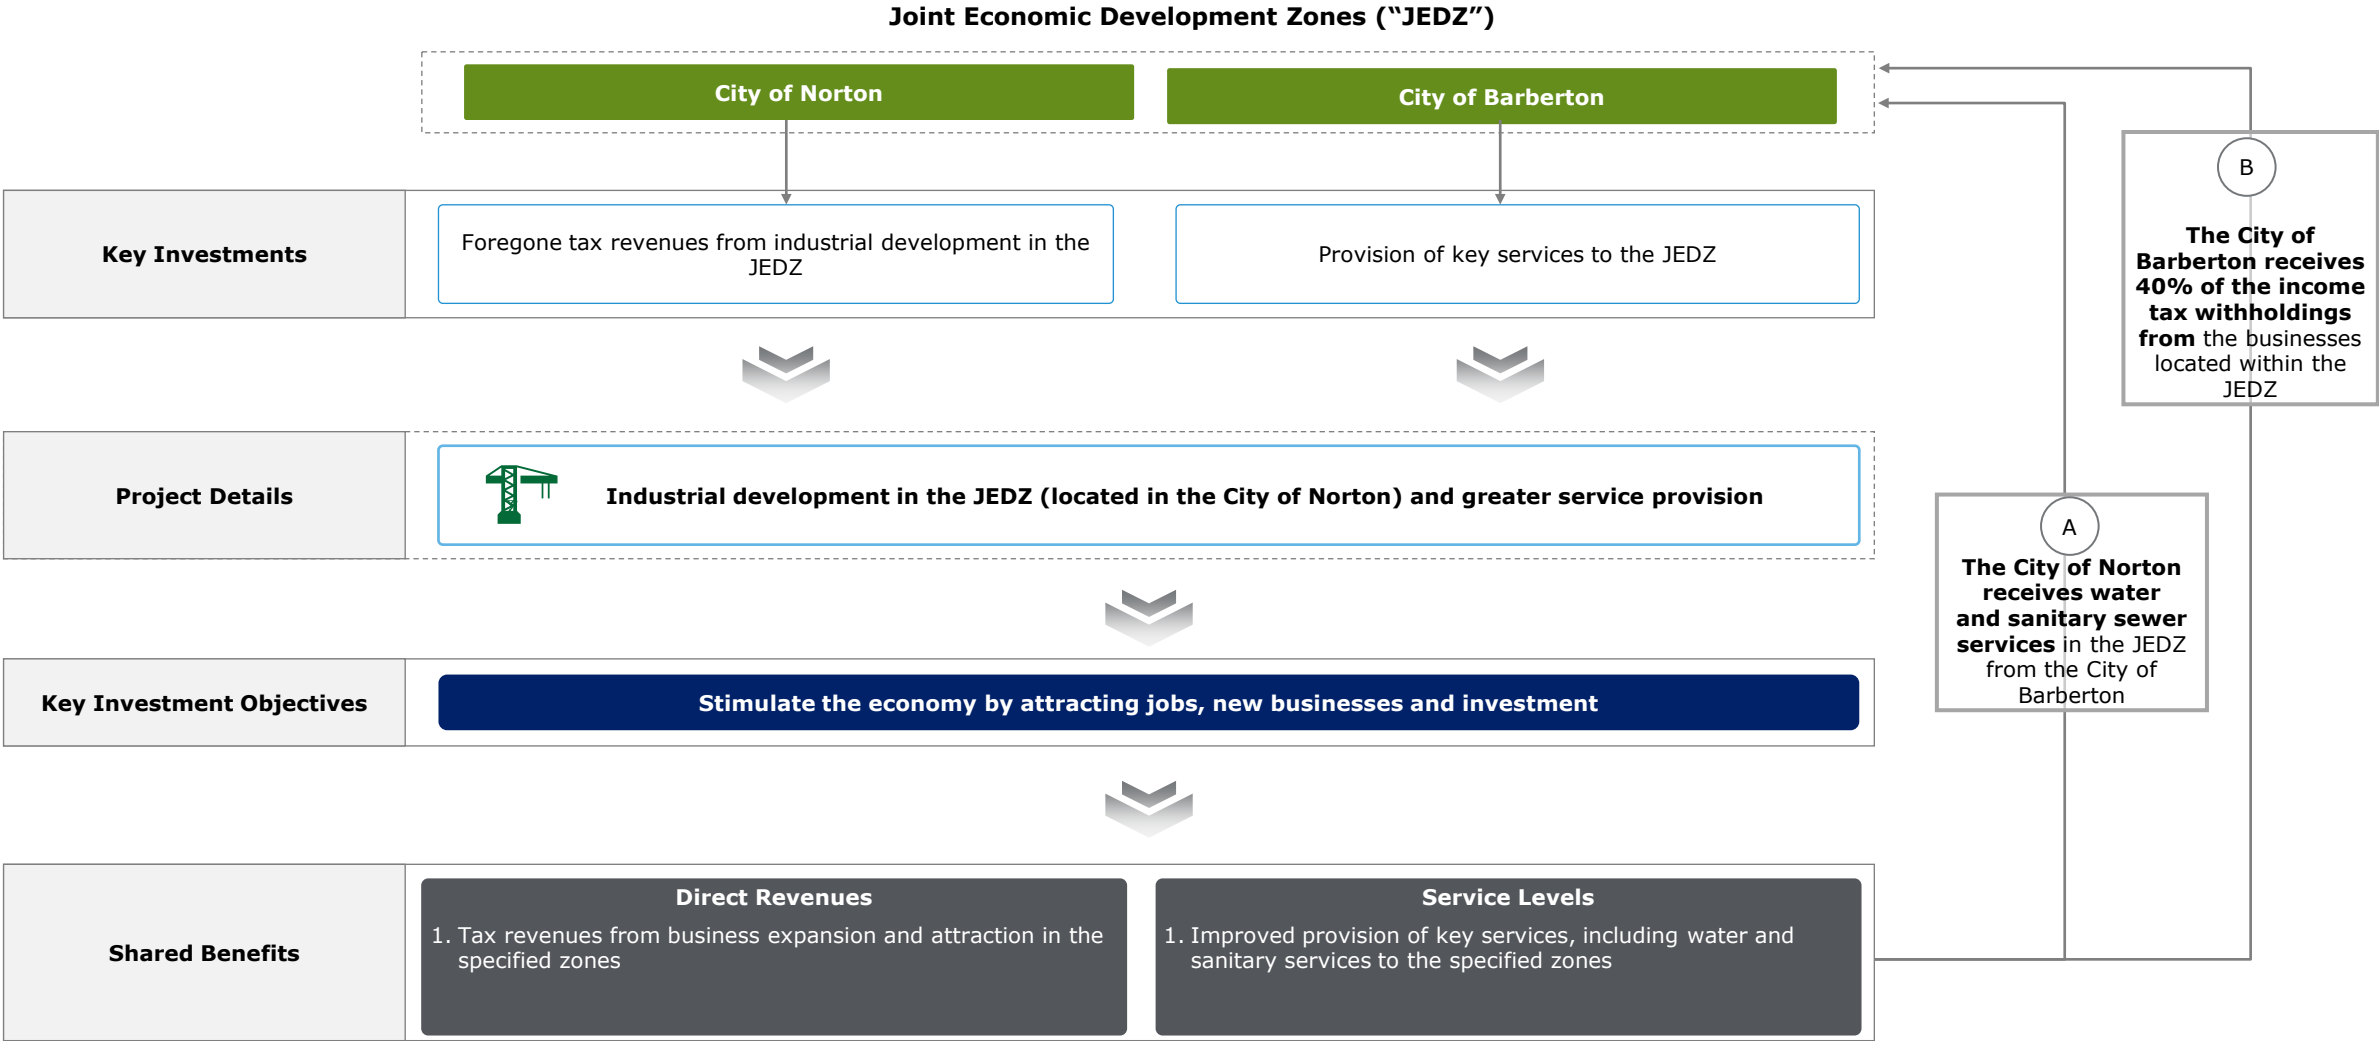 Joint Economic Development Zones (“JEDZ”)
City of Norton
City of Barberton
Key Investments
Foregone tax revenues from industrial development in the
JEDZ
Provision of key services to the JEDZ
B
The City of
Barberton receives
40% of the income
tax withholdings
from the businesses
located within the
JEDZ
Project Details
Industrial development in the JEDZ (located in the City of Norton) and greater service provision
A
The City of Norton
receives water
and sanitary sewer
services in the JEDZ
from the City of
Barberton
Key Investment Objectives
Stimulate the economy by attracting jobs, new businesses and investment
Shared Benefits
Direct Revenues
1. Tax revenues from business expansion and attraction in the
specified zones
Service Levels
1. Improved provision of key services, including water and
sanitary services to the specified zones